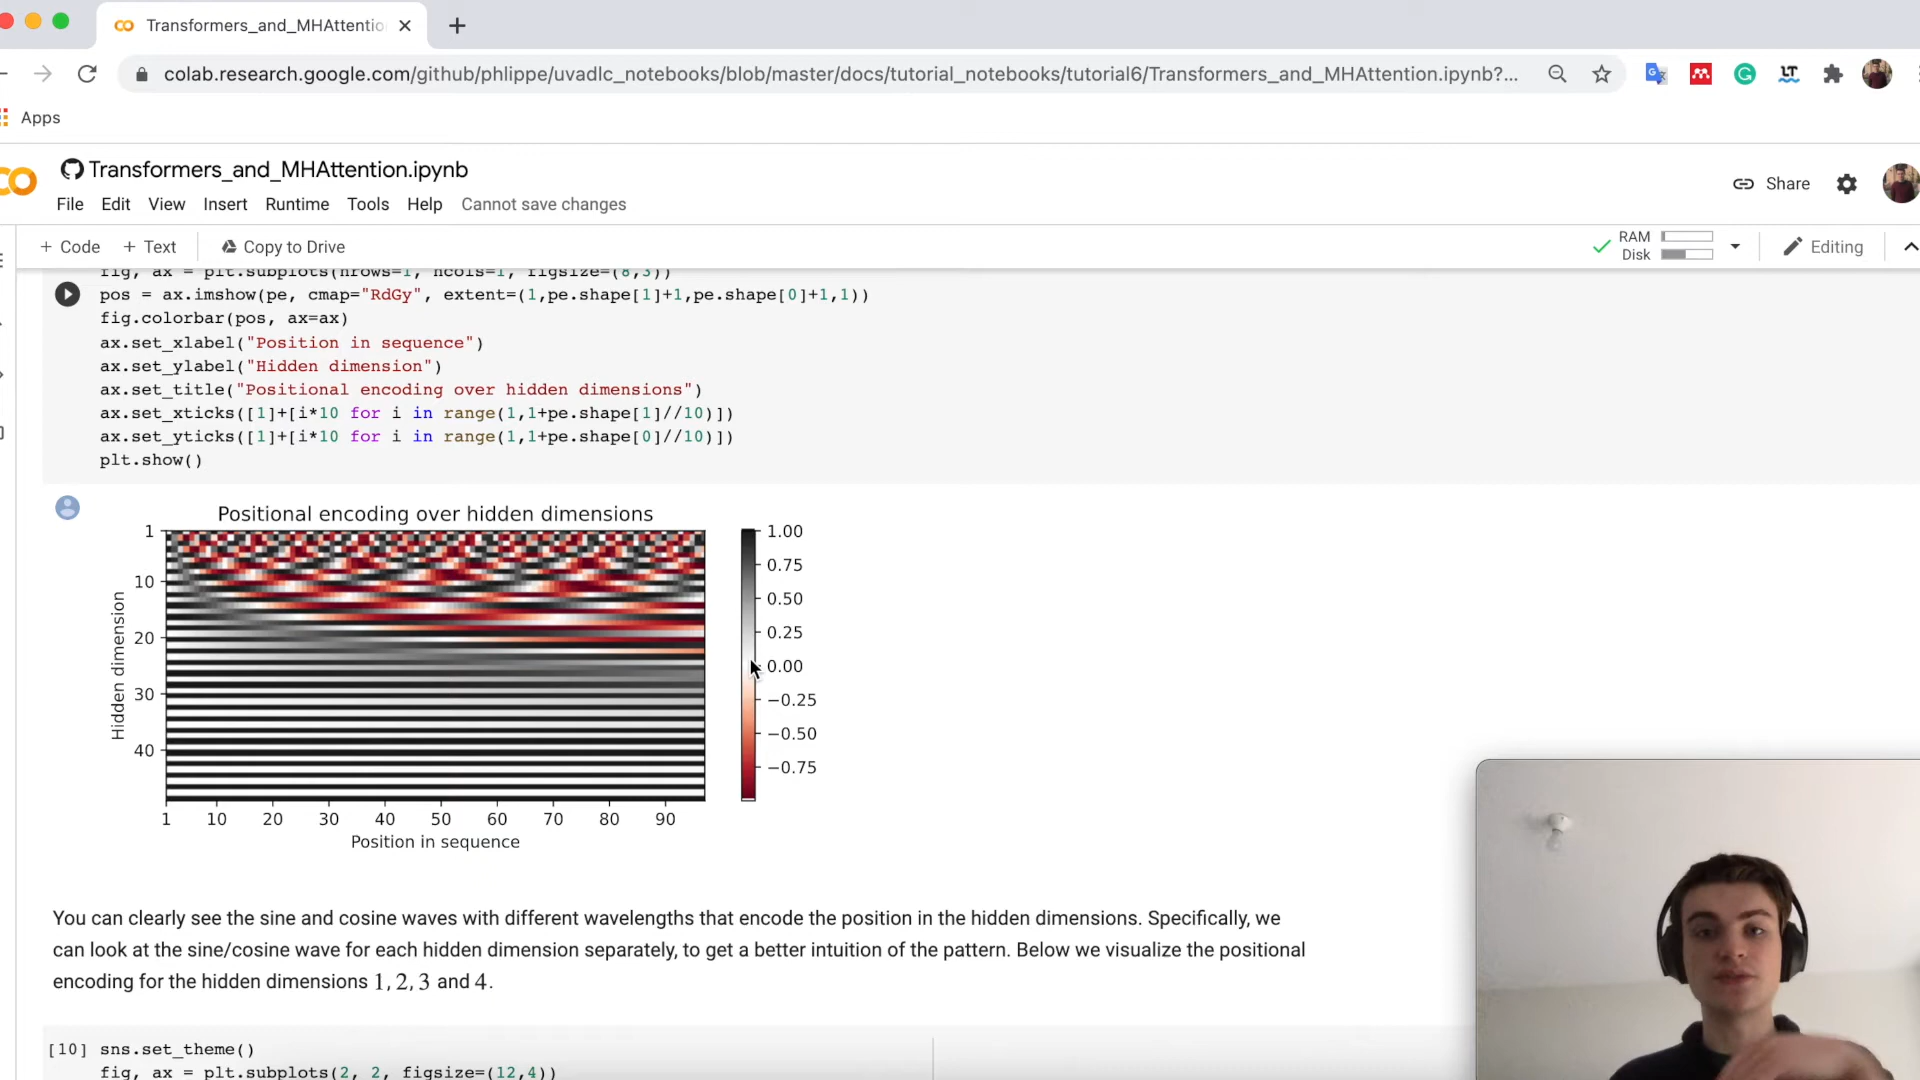 Transformers_and_MHAttentio
colab.research.google.com/github/phlippe/uvadlc_notebooks/blob/master/docs/tutorial_notebooks/tutorial6/Transformers_and_MHAttention.ipynb?...
Apps
Transformers_and_MHAttention.ipynb
File Edit View Insert Runtime Tools Help Cannot save changes
Share
+ Code + Text Copy to Drive
RAM
Disk
Editing
fig, ax = plt.subplots(nrows=1, ncols=1, figsize=(8,3))
pos = ax.imshow(pe, cmap="RdGy", extent=(1,pe.shape[1]+1,pe.shape[0]+1,1))
fig.colorbar(pos, ax=ax)
ax.set_xlabel("Position in sequence")
ax.set_ylabel("Hidden dimension")
ax.set_title("Positional encoding over hidden dimensions")
ax.set_xticks([1]+[i*10 for i in range(1,1+pe.shape[1]//10)])
ax.set_yticks([1]+[i*10 for i in range(1,1+pe.shape[0]//10)])
plt.show()
Positional encoding over hidden dimensions
Hidden dimension
1
10
20
30
40
1 10 20 30 40 50 60 70 80 90
Position in sequence
1.00
0.75
0.50
0.25
0.00
−0.25
−0.50
−0.75
You can clearly see the sine and cosine waves with different wavelengths that encode the position in the hidden dimensions. Specifically, we
can look at the sine/cosine wave for each hidden dimension separately, to get a better intuition of the pattern. Below we visualize the positional
encoding for the hidden dimensions 1, 2, 3 and 4.
[10] sns.set_theme()
fig, ax = plt.subplots(2, 2, figsize=(12,4))